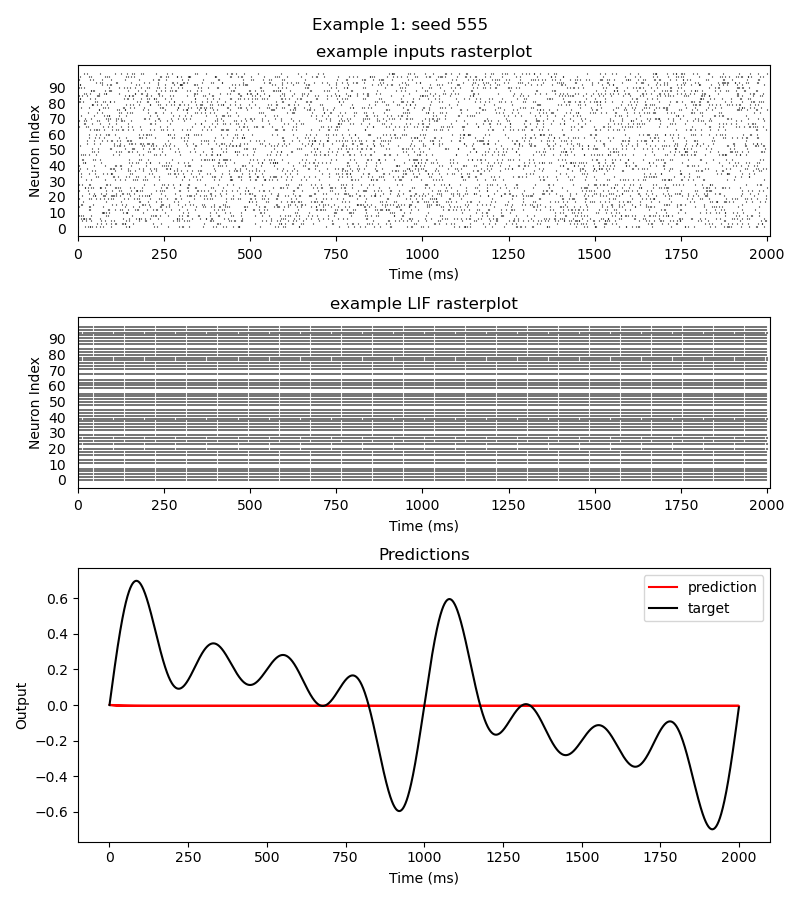 Example 1: seed 555
example inputs rasterplot
Neuron Index
90
80
70
60
50
40
30
20
10
0
0 250 500 750 1000 1250 1500 1750 2000
Time (ms)
example LIF rasterplot
Neuron Index
90
80
70
60
50
40
30
20
10
0
0 250 500 750 1000 1250 1500 1750 2000
Time (ms)
Predictions
Output
0.6
0.4
0.2
0.0
−0.2
−0.4
−0.6
prediction
target
0 250 500 750 1000 1250 1500 1750 2000
Time (ms)